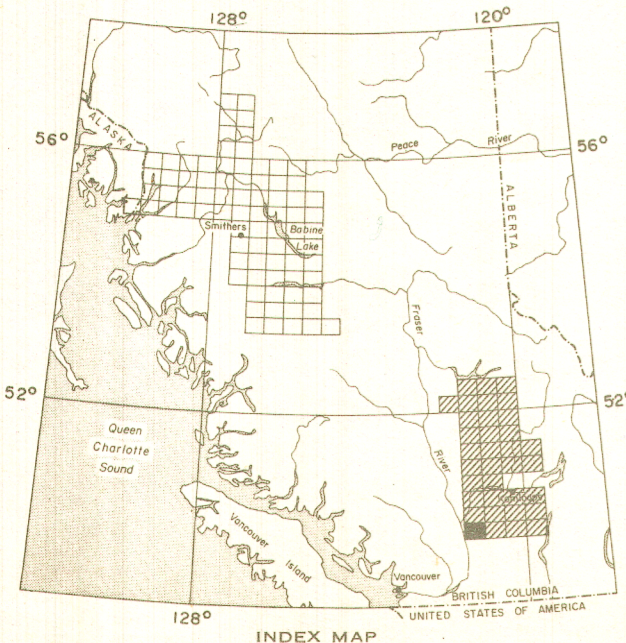 128°
120°
ALASKA
56°
Peace River
56°
ALBERTA
Smithers
Babine
Lake
Fraser
52°
52°
Queen
Charlotte
Sound
River
Kamloops
Vancouver
Island
Vancouver
BRITISH COLUMBIA
UNITED STATES OF AMERICA
128°
INDEX MAP